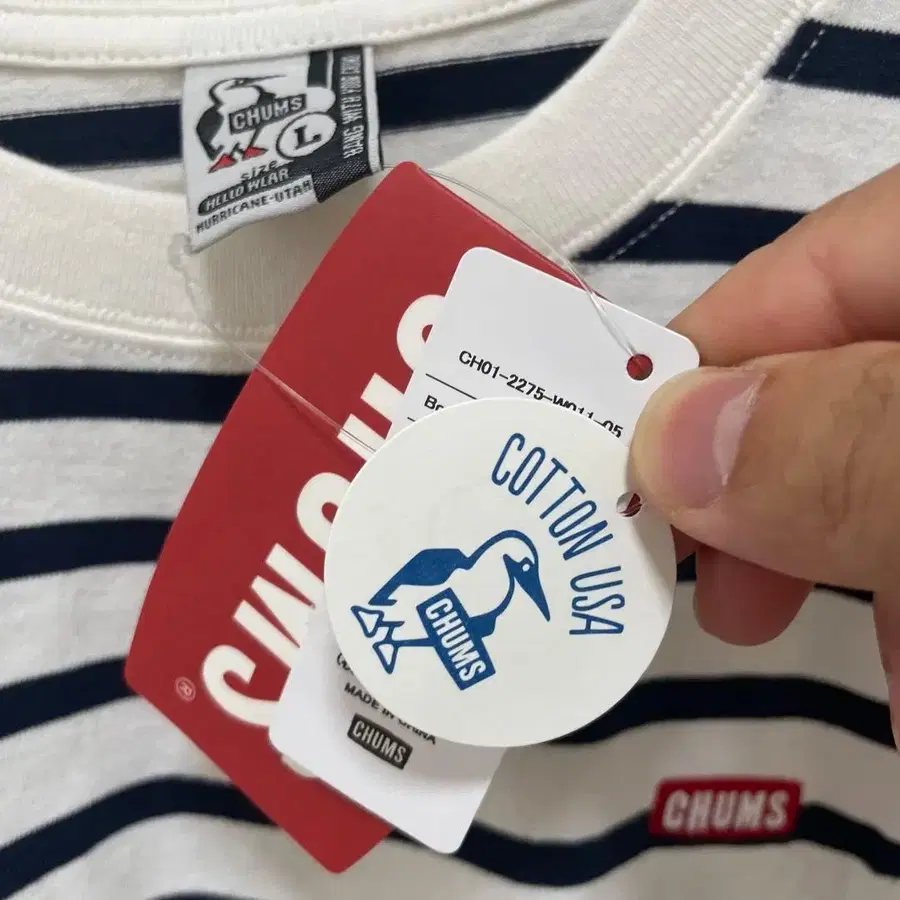 CHUMS
L
size
HELLO WEAR
HURRICANE-UTAH
HANG WITH YOUR CHUMS
CHUMS
®
CH01-2275-W011-05
COTTON USA
CHUMS
MADE IN CHINA
CHUMS
CHUMS